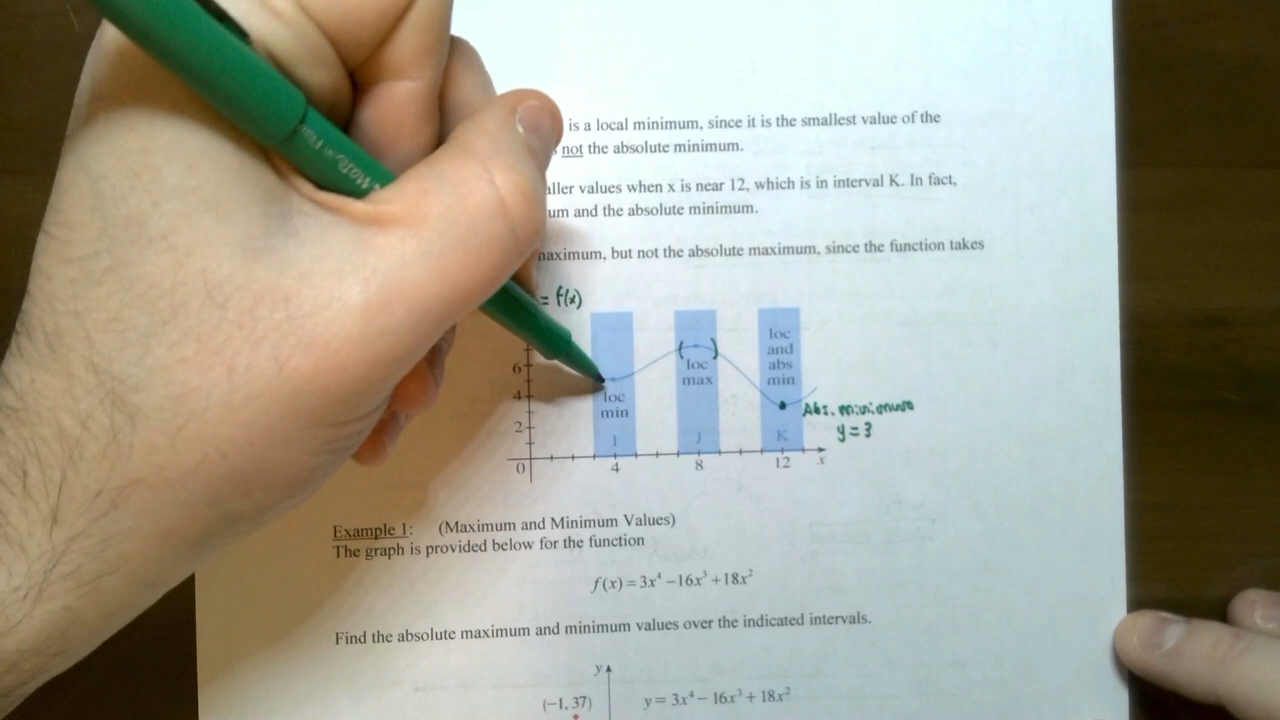 is a local minimum, since it is the smallest value of the
not the absolute minimum.
aller values when x is near 12, which is in interval K. In fact,
um and the absolute minimum.
maximum, but not the absolute maximum, since the function takes
= f(x)
6
4
2
0
loc
min
I
loc
max
J
loc
and
abs
min
K
Abs. minimum
y = 3
4
8
12
x
Example 1: (Maximum and Minimum Values)
The graph is provided below for the function
f(x) = 3x⁴ − 16x³ + 18x²
Find the absolute maximum and minimum values over the indicated intervals.
y
(−1, 37)
y = 3x⁴ − 16x³ + 18x²